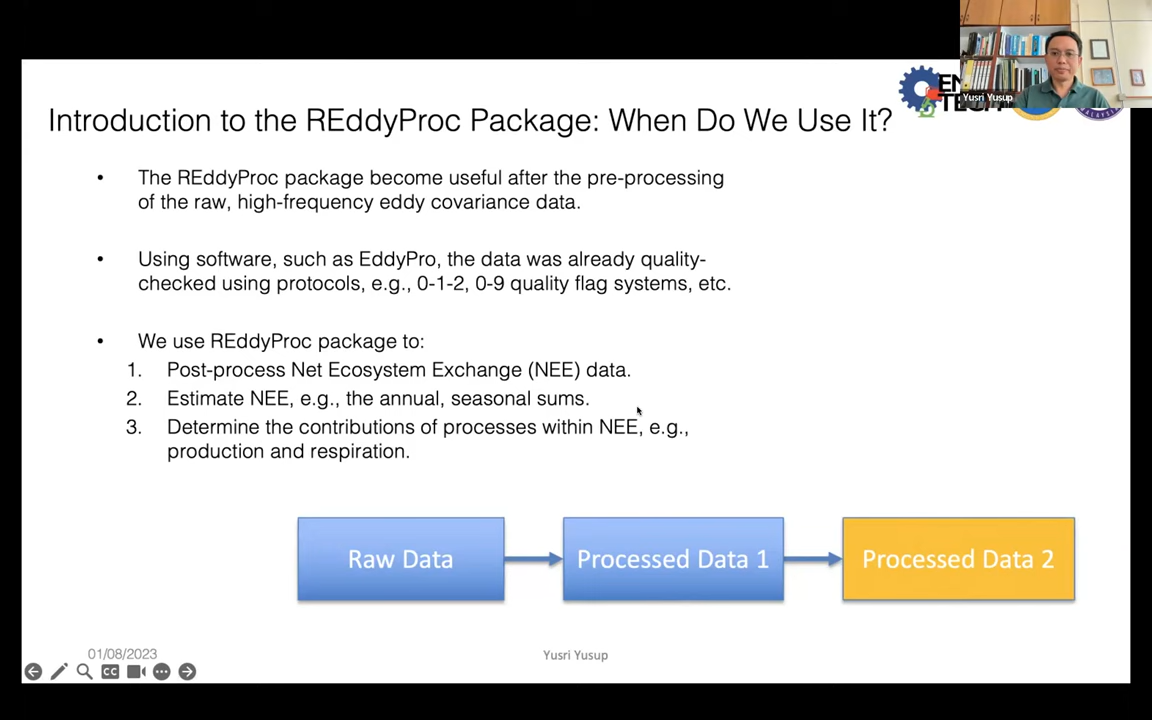 Introduction to the REddyProc Package: When Do We Use It?
EN
TECH
Yusri Yusup
MALAYSIA
• The REddyProc package become useful after the pre-processing
of the raw, high-frequency eddy covariance data.
• Using software, such as EddyPro, the data was already quality-
checked using protocols, e.g., 0-1-2, 0-9 quality flag systems, etc.
• We use REddyProc package to:
1. Post-process Net Ecosystem Exchange (NEE) data.
2. Estimate NEE, e.g., the annual, seasonal sums.
3. Determine the contributions of processes within NEE, e.g.,
production and respiration.
Raw Data
Processed Data 1
Processed Data 2
01/08/2023
Yusri Yusup
CC